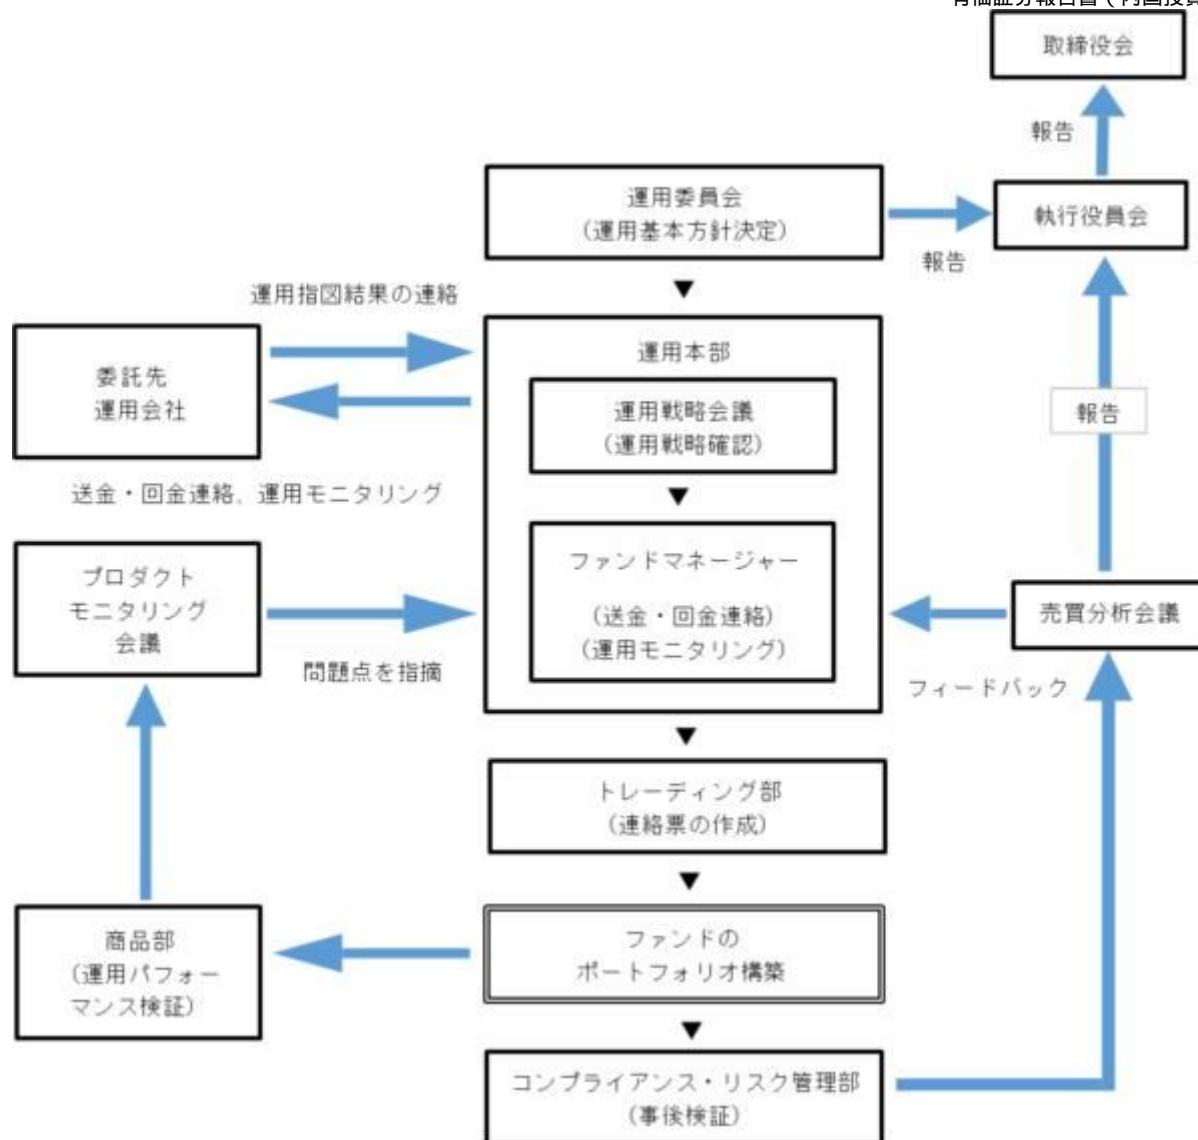 取締役会
報告
運用委員会
(運用基本方針決定)
執行役員会
報告
運用指図結果の連絡
委託先
運用会社
運用本部
運用戦略会議
(運用戦略確認)
報告
送金・回金連絡、運用モニタリング
プロダクト
モニタリング
会議
ファンドマネージャー
(送金・回金連絡)
(運用モニタリング)
売買分析会議
問題点を指摘
フィードバック
トレーディング部
(連絡票の作成)
商品部
(運用パフォー
マンス検証)
ファンドの
ポートフォリオ構築
コンプライアンス・リスク管理部
(事後検証)